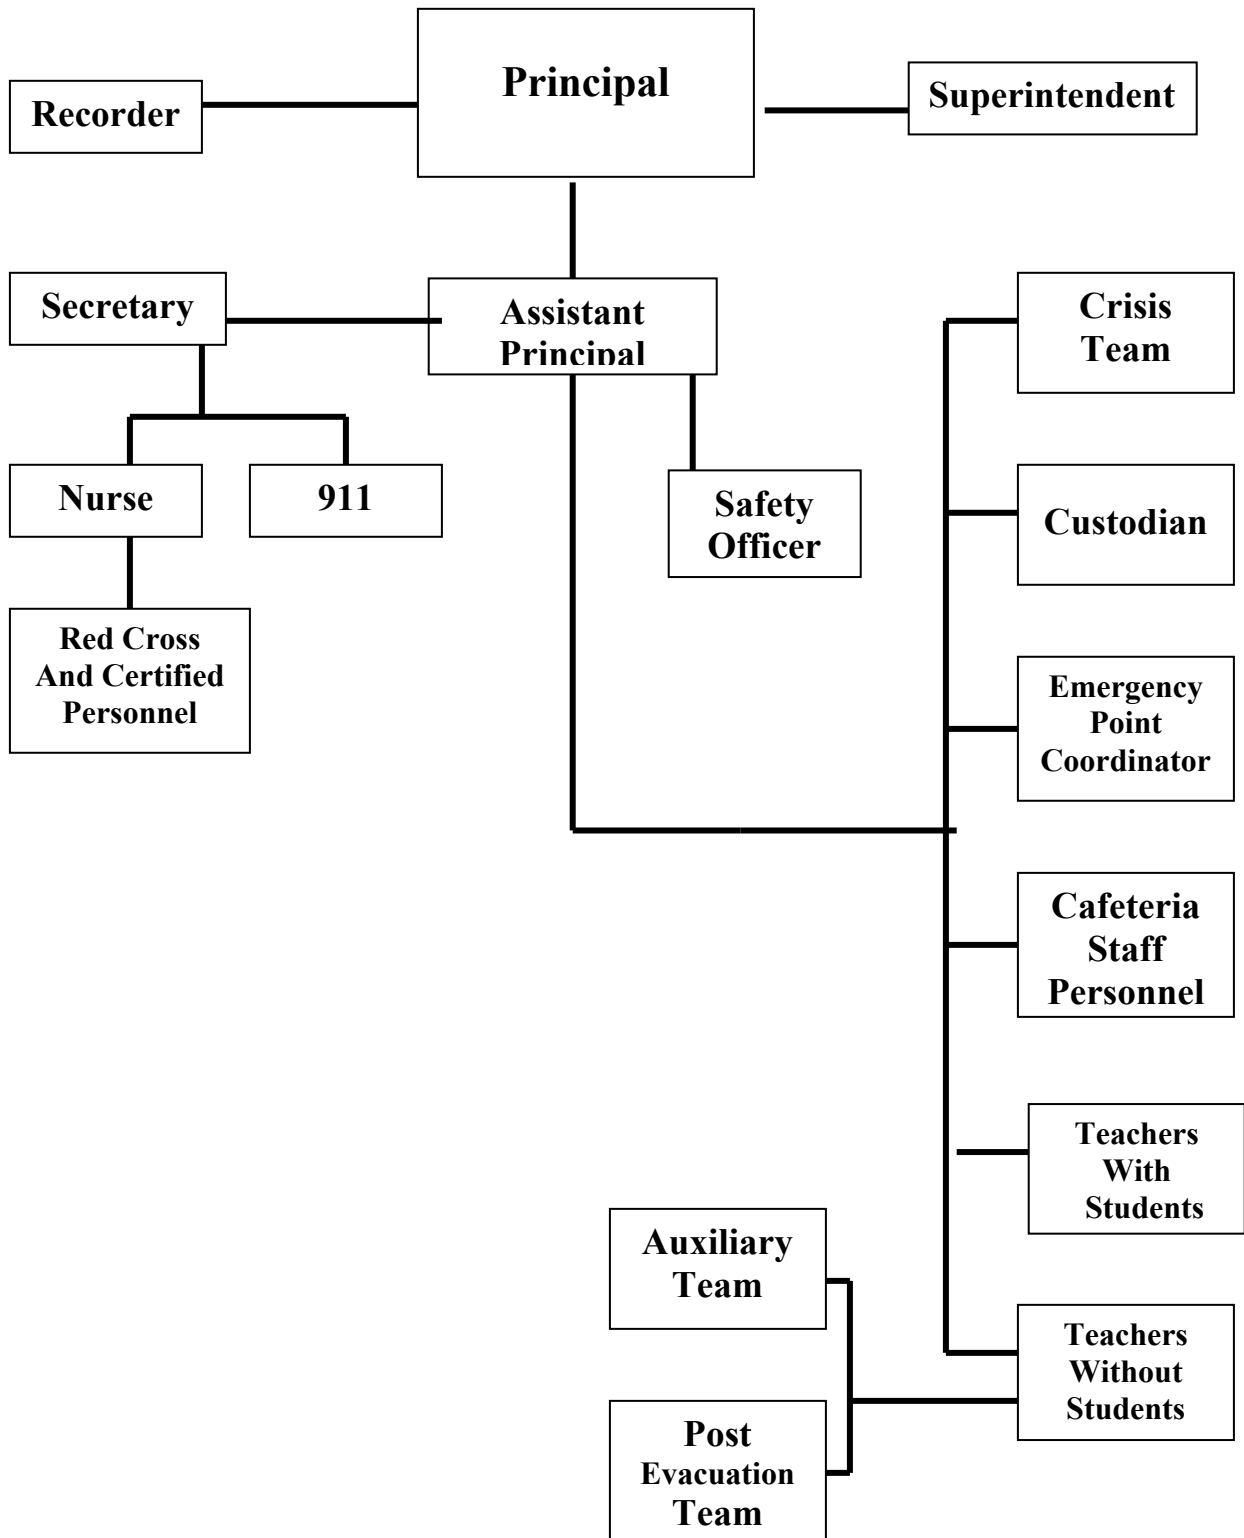 Principal
Recorder
Superintendent
Secretary
Assistant
Principal
Crisis
Team
Nurse
911
Safety
Officer
Custodian
Red Cross
And Certified
Personnel
Emergency
Point
Coordinator
Cafeteria
Staff
Personnel
Teachers
With
Students
Auxiliary
Team
Teachers
Without
Students
Post
Evacuation
Team